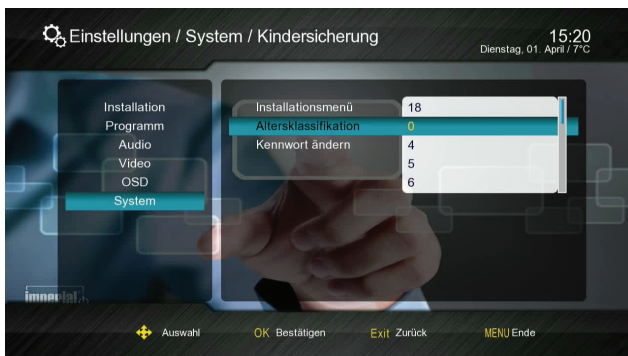 Einstellungen / System / Kindersicherung
15:20
Dienstag, 01. April / 7°C
Installation
Programm
Audio
Video
OSD
System
Installationsmenü 18
Altersklassifikation 0
Kennwort ändern 4
5
6
imperial
Auswahl OK Bestätigen Exit Zurück MENU Ende